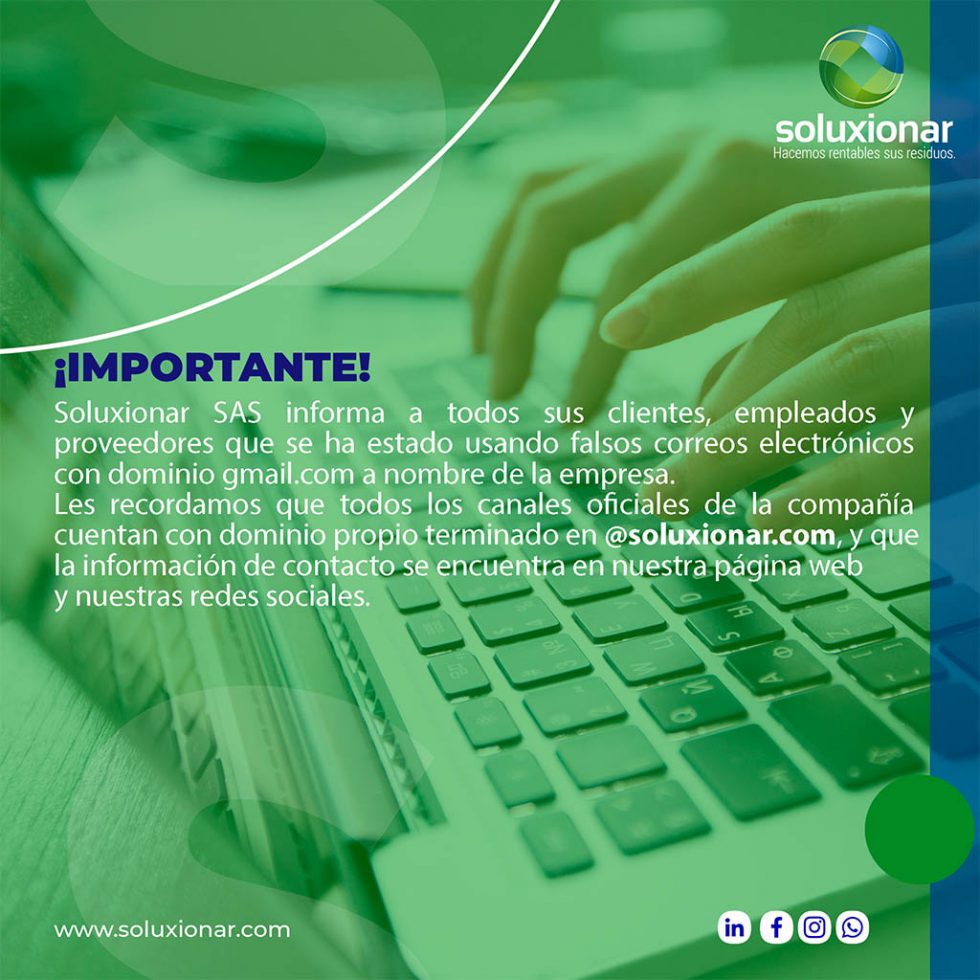 soluxionar
Hacemos rentables sus residuos.
¡IMPORTANTE!
Soluxionar SAS informa a todos sus clientes, empleados y
proveedores que se ha estado usando falsos correos electrónicos
con dominio gmail.com a nombre de la empresa.
Les recordamos que todos los canales oficiales de la compañía
cuentan con dominio propio terminado en @soluxionar.com, y que
la información de contacto se encuentra en nuestra página web
y nuestras redes sociales.
www.soluxionar.com
in f